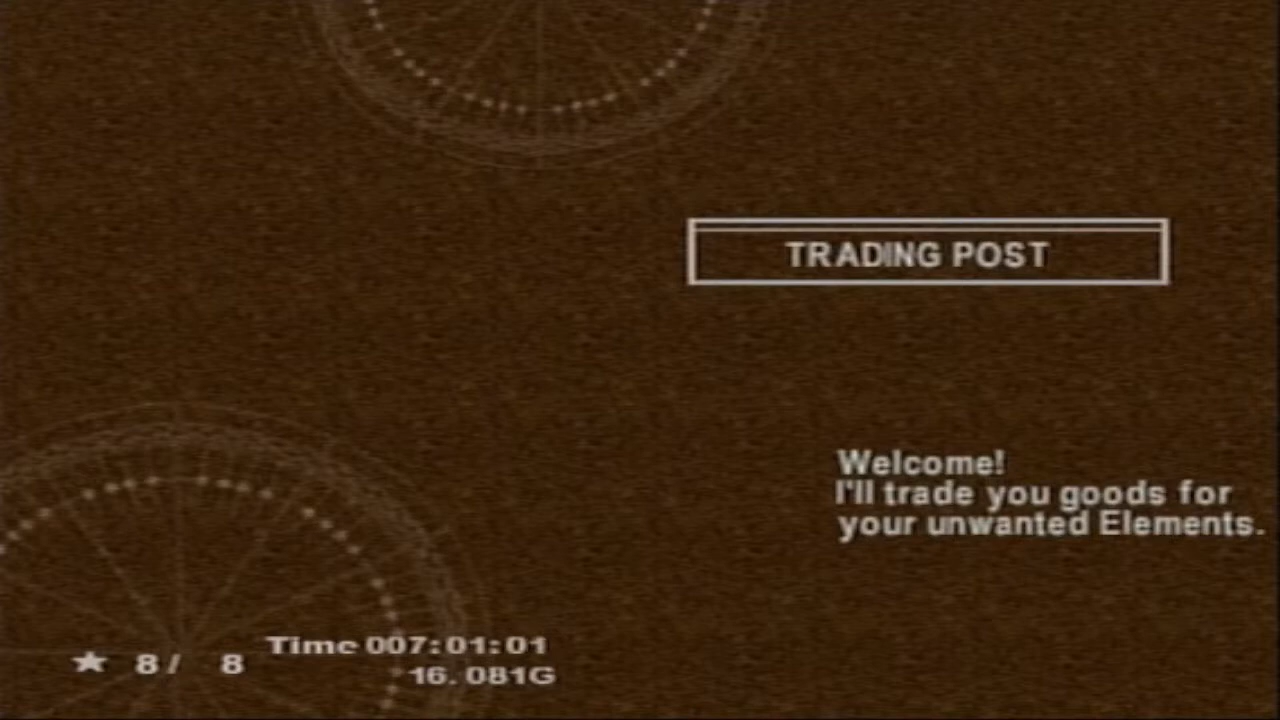 TRADING POST
Welcome!
I'll trade you goods for
your unwanted Elements.
Time 007:01:01
★ 8/ 8
16.081G